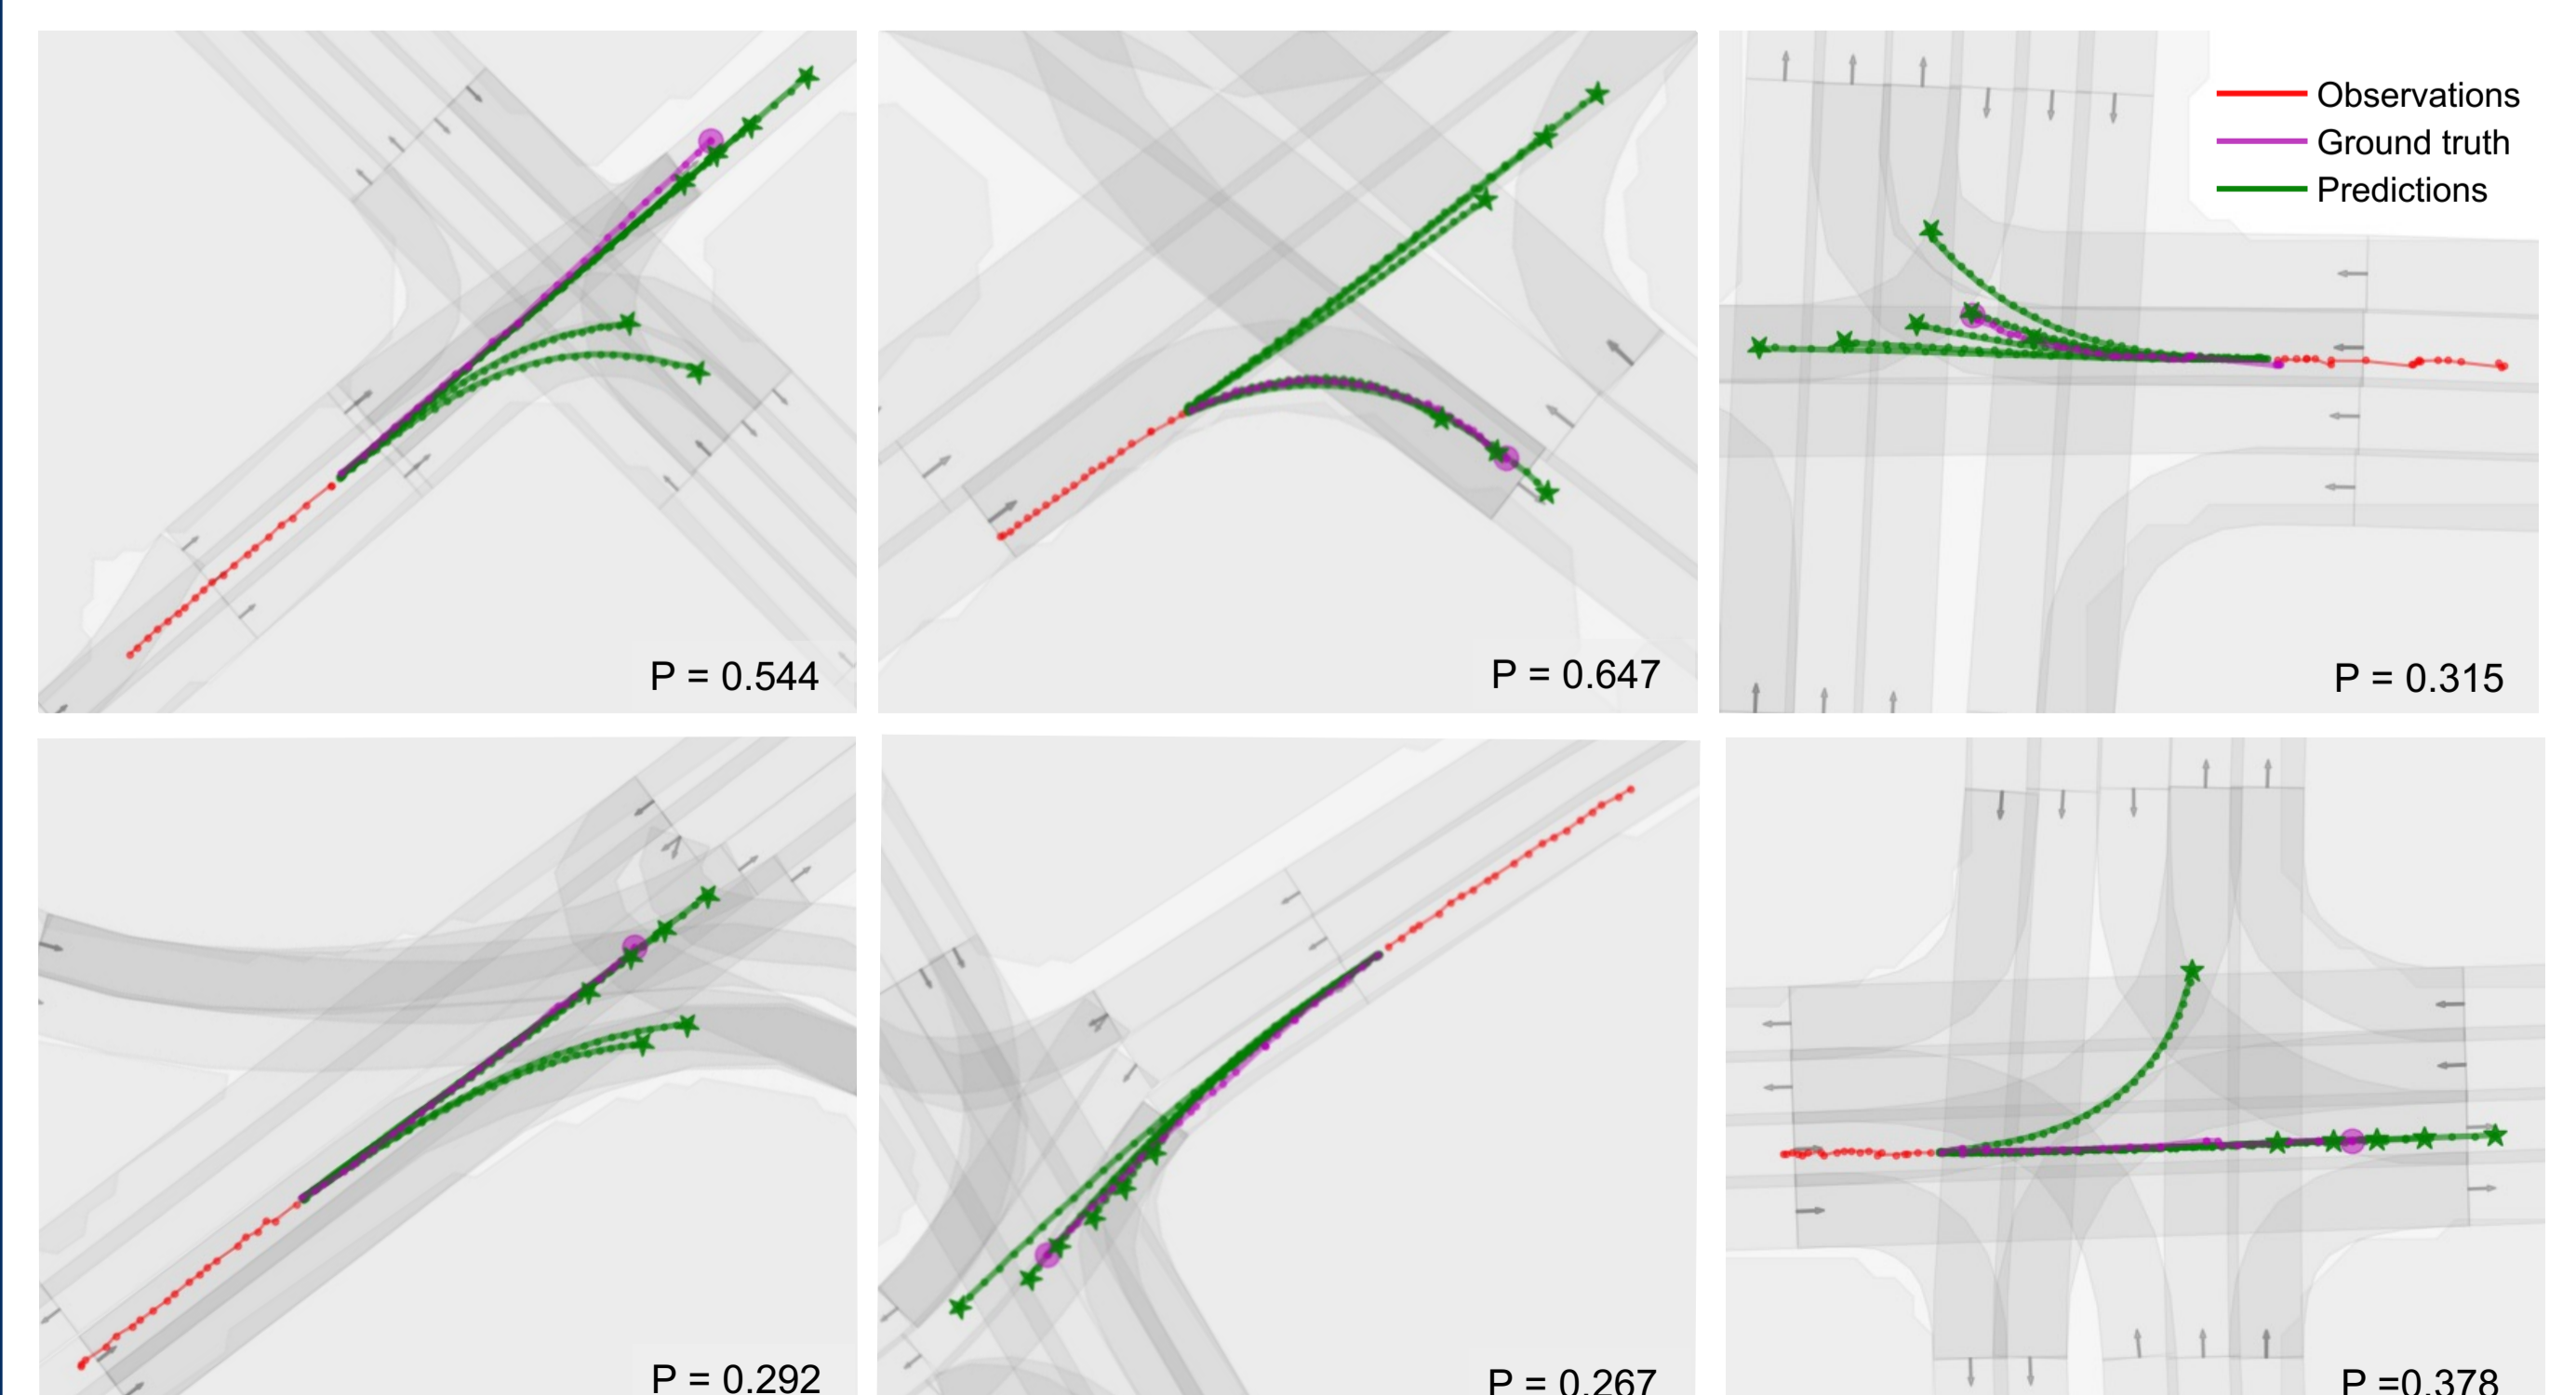 Observations
Ground truth
Predictions
P = 0.544
P = 0.647
P = 0.315
P = 0.292
P = 0.267
P =0.378